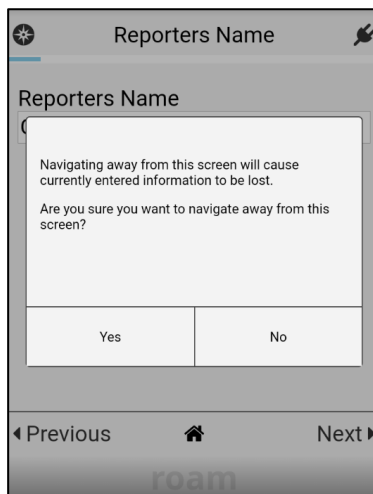 Reporters Name
Reporters Name
Navigating away from this screen will cause
currently entered information to be lost.
Are you sure you want to navigate away from this
screen?
Yes No
Previous Next
roam